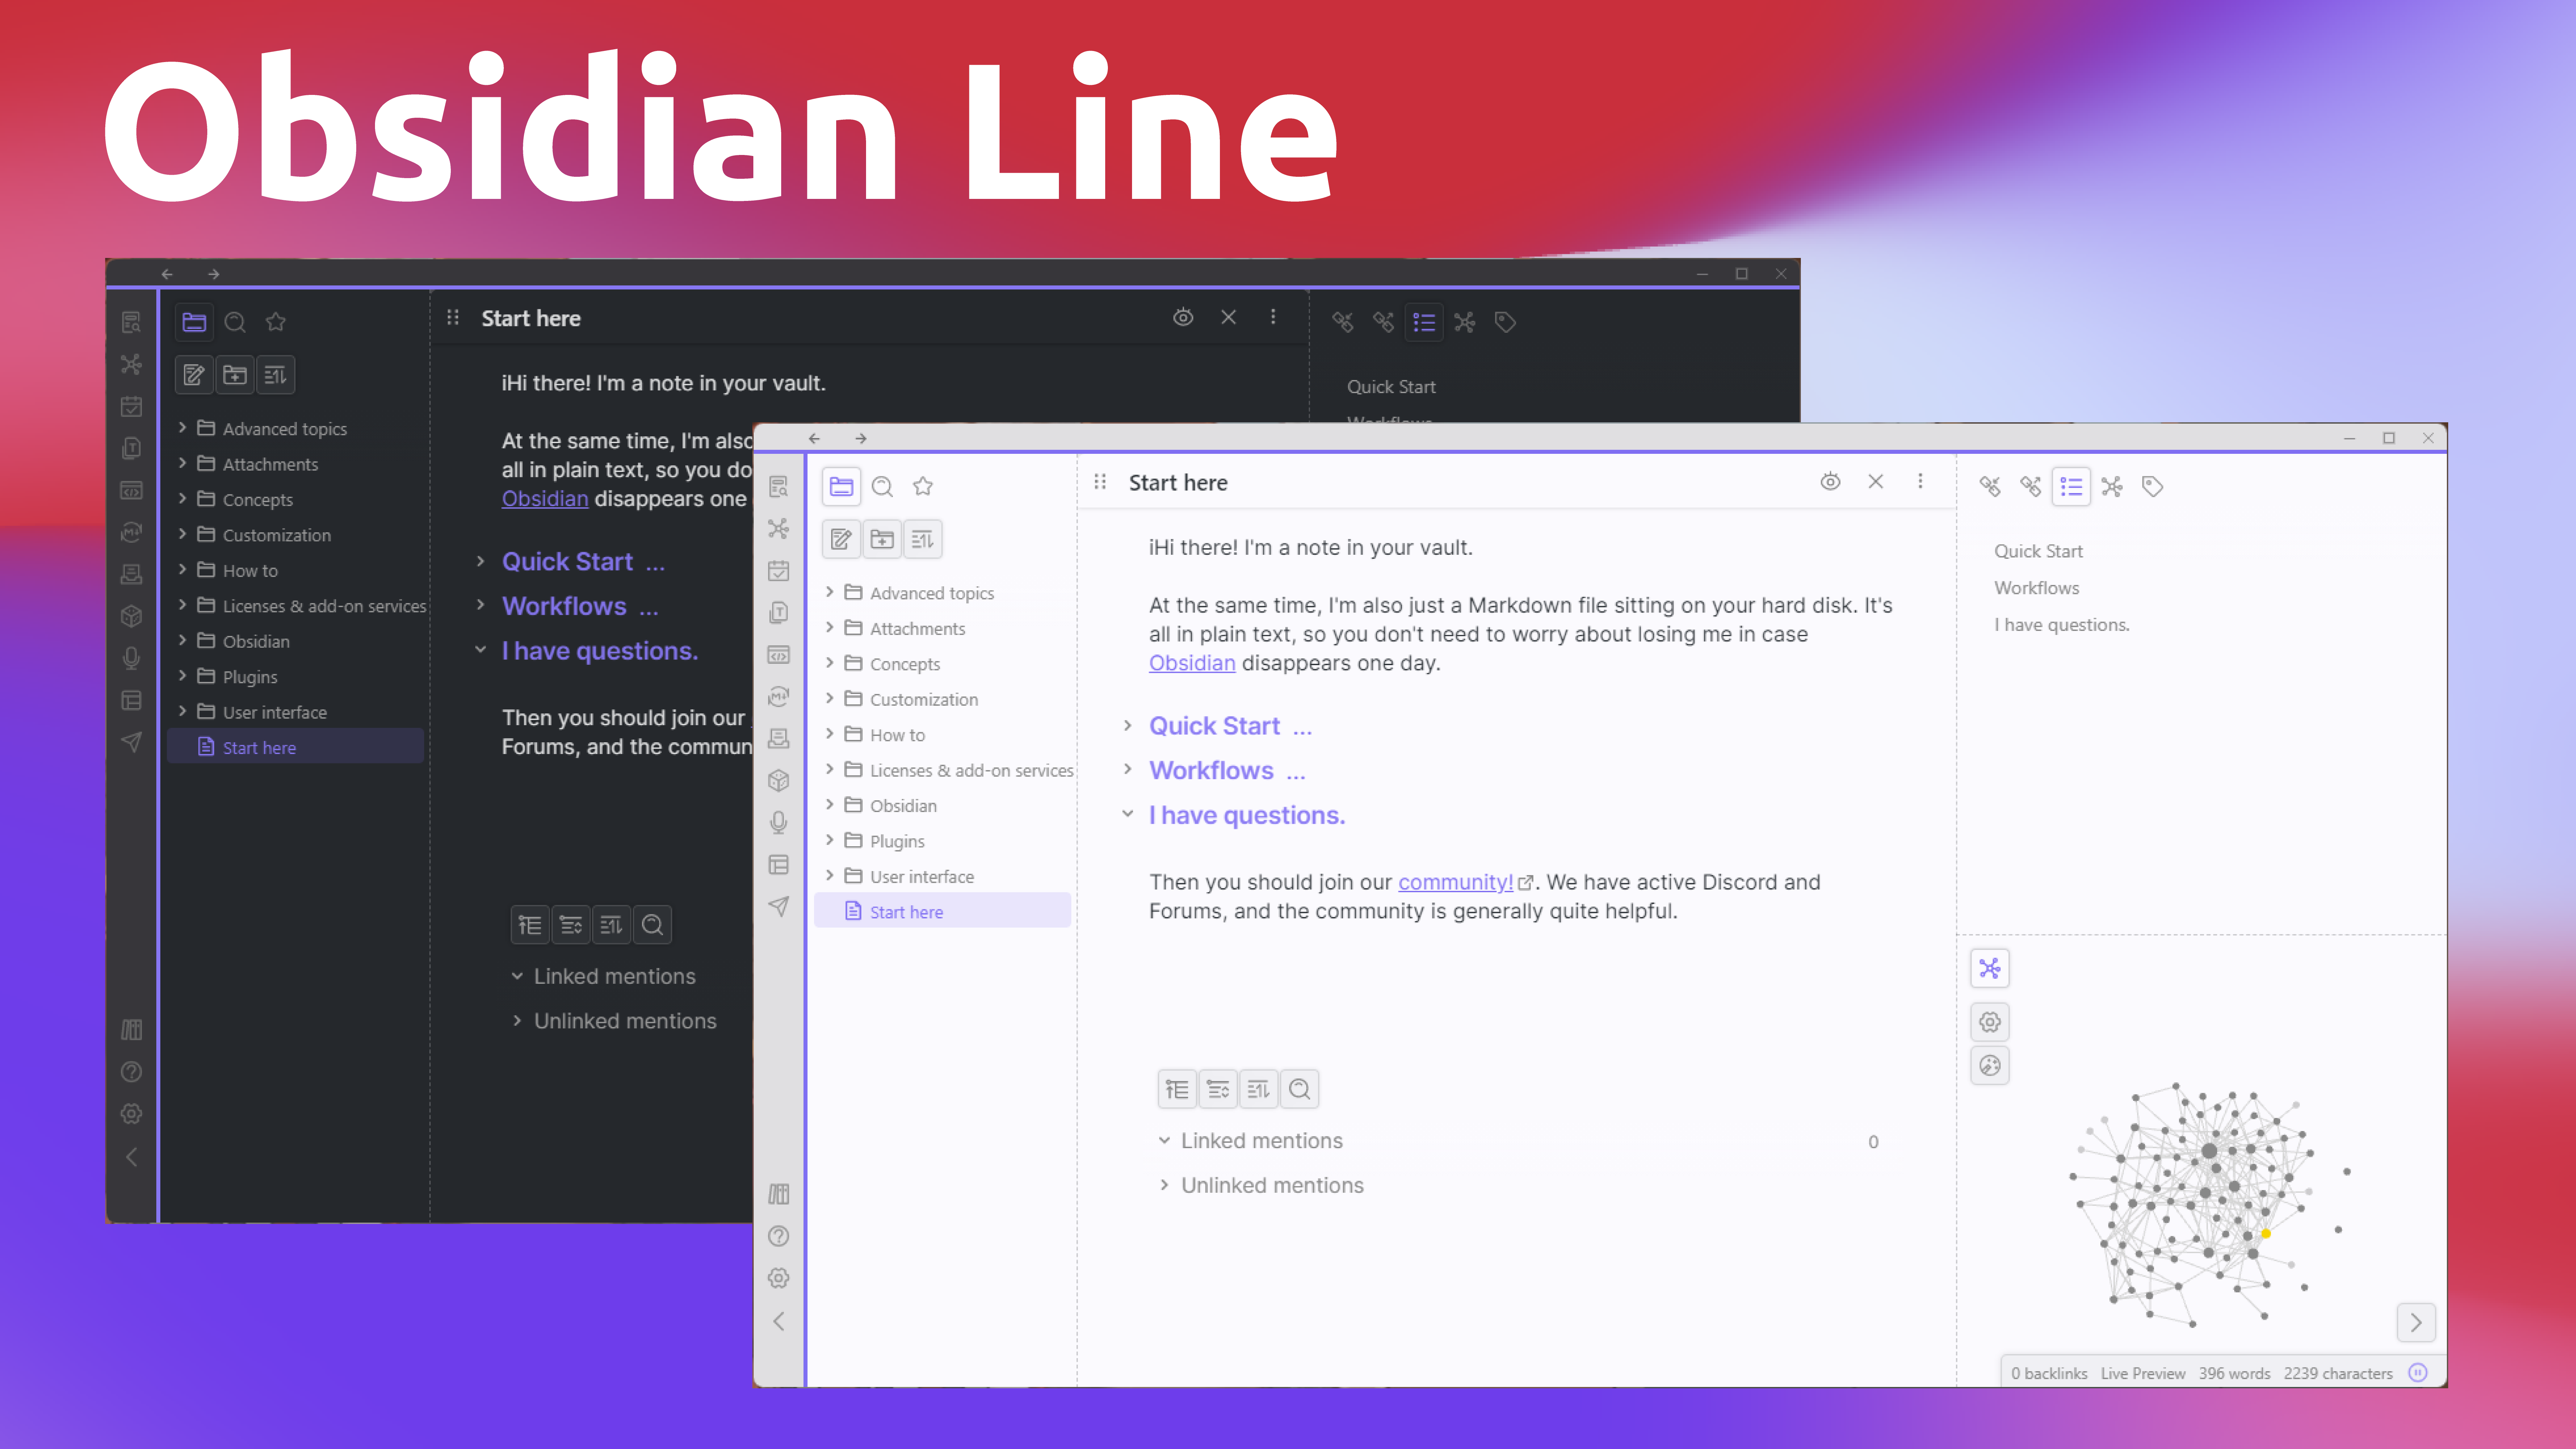 Obsidian Line
Start here
Advanced topics
Attachments
Concepts
Customization
How to
Licenses & add-on services
Obsidian
Plugins
User interface
Start here
iHi there! I'm a note in your vault.
At the same time, I'm also
all in plain text, so you do
Obsidian disappears one
Quick Start ...
Workflows ...
I have questions.
Then you should join our
Forums, and the commun
Linked mentions
Unlinked mentions
Quick Start
Workflows
Start here
Advanced topics
Attachments
Concepts
Customization
How to
Licenses & add-on services
Obsidian
Plugins
User interface
Start here
iHi there! I'm a note in your vault.
At the same time, I'm also just a Markdown file sitting on your hard disk. It's
all in plain text, so you don't need to worry about losing me in case
Obsidian disappears one day.
Quick Start ...
Workflows ...
I have questions.
Then you should join our community!. We have active Discord and
Forums, and the community is generally quite helpful.
Linked mentions 0
Unlinked mentions
Quick Start
Workflows
I have questions.
0 backlinks Live Preview 396 words 2239 characters